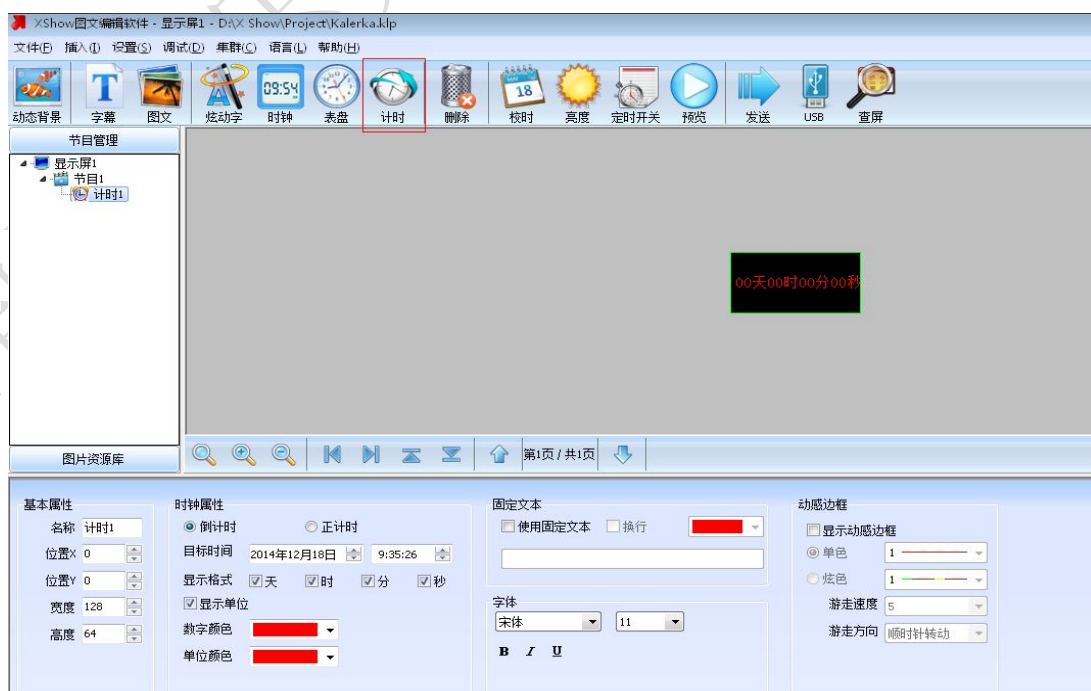 XShow图文编辑软件 - 显示屏1 - D:\X Show\Project\Kalerka.klp
文件(F) 插入(I) 设置(S) 调试(D) 集群(C) 语言(L) 帮助(H)
09:54 18
动态背景 字幕 图文 炫动字 时钟 表盘 计时 删除 校时 亮度 定时开关 预览 发送 USB 查屏
节目管理
显示屏1
节目1
计时1
00天00时00分00秒
图片资源库 第1页 / 共1页
基本属性 时钟属性 固定文本 动感边框
名称 计时1 倒计时 正计时 使用固定文本 换行 显示动感边框
位置X 0 目标时间 2014年12月18日 9:35:26 单色 1
位置Y 0 显示格式 天 时 分 秒 炫色 1
宽度 128 显示单位 字体 游走速度 5
高度 64 数字颜色 宋体 11 游走方向 顺时针转动
单位颜色 B I U